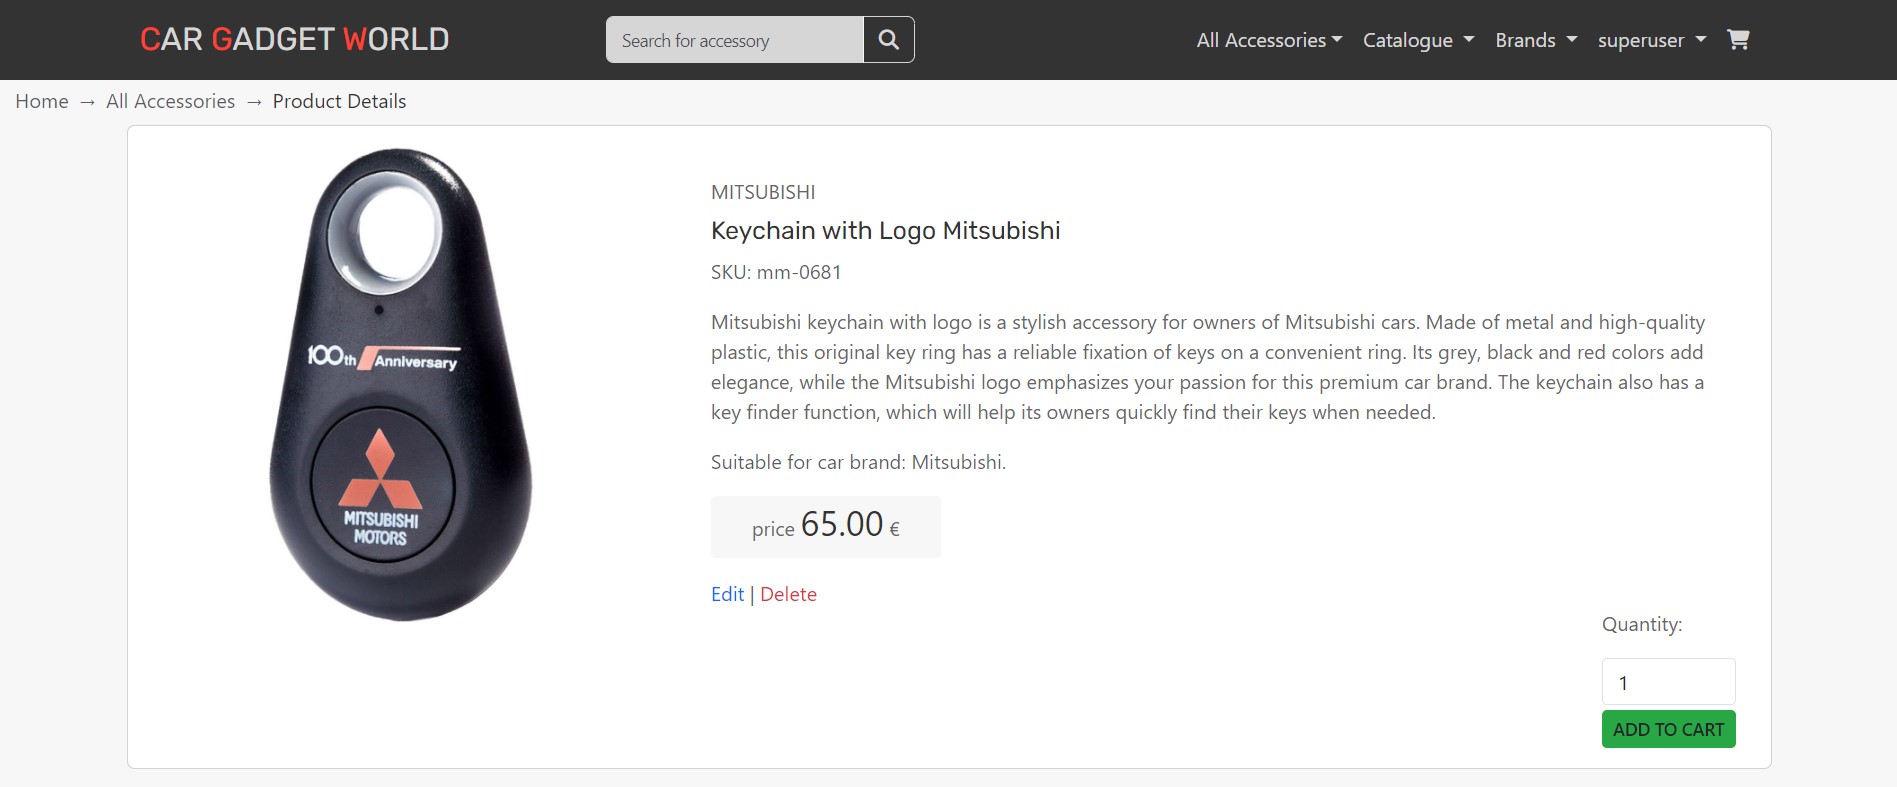 CAR GADGET WORLD
Search for accessory
All Accessories
Catalogue
Brands
superuser
Home → All Accessories → Product Details
100th Anniversary
MITSUBISHI
MOTORS
MITSUBISHI
Keychain with Logo Mitsubishi
SKU: mm-0681
Mitsubishi keychain with logo is a stylish accessory for owners of Mitsubishi cars. Made of metal and high-quality
plastic, this original key ring has a reliable fixation of keys on a convenient ring. Its grey, black and red colors add
elegance, while the Mitsubishi logo emphasizes your passion for this premium car brand. The keychain also has a
key finder function, which will help its owners quickly find their keys when needed.
Suitable for car brand: Mitsubishi.
price 65.00 €
Edit | Delete
Quantity:
1
ADD TO CART